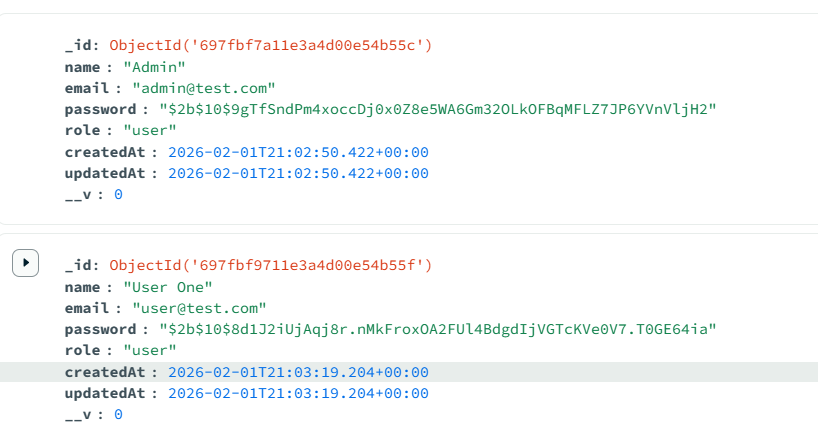 _id: ObjectId('697fbf7a11e3a4d00e54b55c')
name : "Admin"
email : "admin@test.com"
password : "$2b$10$9gTfSndPm4xoccDj0x0Z8e5WA6Gm32OLkOFBqMFLZ7JP6YVnVljH2"
role : "user"
createdAt : 2026-02-01T21:02:50.422+00:00
updatedAt : 2026-02-01T21:02:50.422+00:00
__v : 0
_id: ObjectId('697fbf9711e3a4d00e54b55f')
name : "User One"
email : "user@test.com"
password : "$2b$10$8d1J2iUjAqj8r.nMkFroxOA2FUl4BdgdIjVGTcKVe0V7.T0GE64ia"
role : "user"
createdAt : 2026-02-01T21:03:19.204+00:00
updatedAt : 2026-02-01T21:03:19.204+00:00
__v : 0